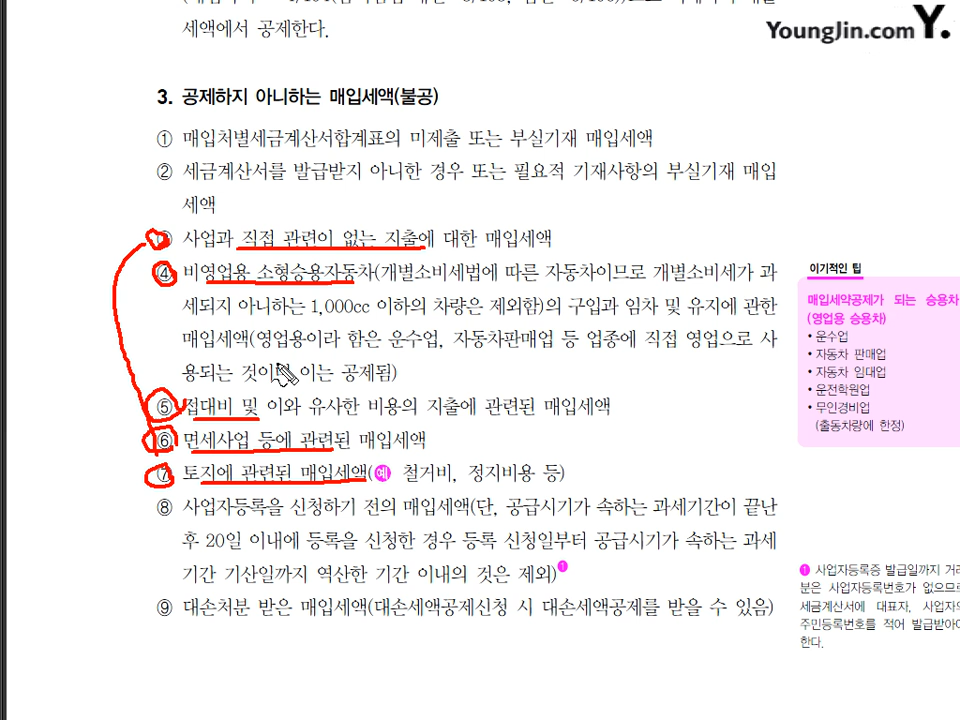 세액에서 공제한다.
YoungJin.com Y.
3. 공제하지 아니하는 매입세액(불공)
① 매입처별세금계산서합계표의 미제출 또는 부실기재 매입세액
② 세금계산서를 발급받지 아니한 경우 또는 필요적 기재사항의 부실기재 매입
세액
③ 사업과 직접 관련이 없는 지출에 대한 매입세액
④ 비영업용 소형승용자동차(개별소비세법에 따른 자동차이므로 개별소비세가 과
세되지 아니하는 1,000cc 이하의 차량은 제외함)의 구입과 임차 및 유지에 관한
매입세액(영업용이라 함은 운수업, 자동차판매업 등 업종에 직접 영업으로 사
용되는 것이 이는 공제됨)
⑤ 접대비 및 이와 유사한 비용의 지출에 관련된 매입세액
⑥ 면세사업 등에 관련된 매입세액
⑦ 토지에 관련된 매입세액(예 철거비, 정지비용 등)
⑧ 사업자등록을 신청하기 전의 매입세액(단, 공급시기가 속하는 과세기간이 끝난
후 20일 이내에 등록을 신청한 경우 등록 신청일부터 공급시기가 속하는 과세
기간 기산일까지 역산한 기간 이내의 것은 제외)❶
⑨ 대손처분 받은 매입세액(대손세액공제신청 시 대손세액공제를 받을 수 있음)
이기적인 팁
매입세액공제가 되는 승용차
(영업용 승용차)
• 운수업
• 자동차 판매업
• 자동차 임대업
• 운전학원업
• 무인경비업
(출동차량에 한정)
❶ 사업자등록증 발급일까지 거래
분은 사업자등록번호가 없으므로
세금계산서에 대표자, 사업자의
주민등록번호를 적어 발급받아야
한다.